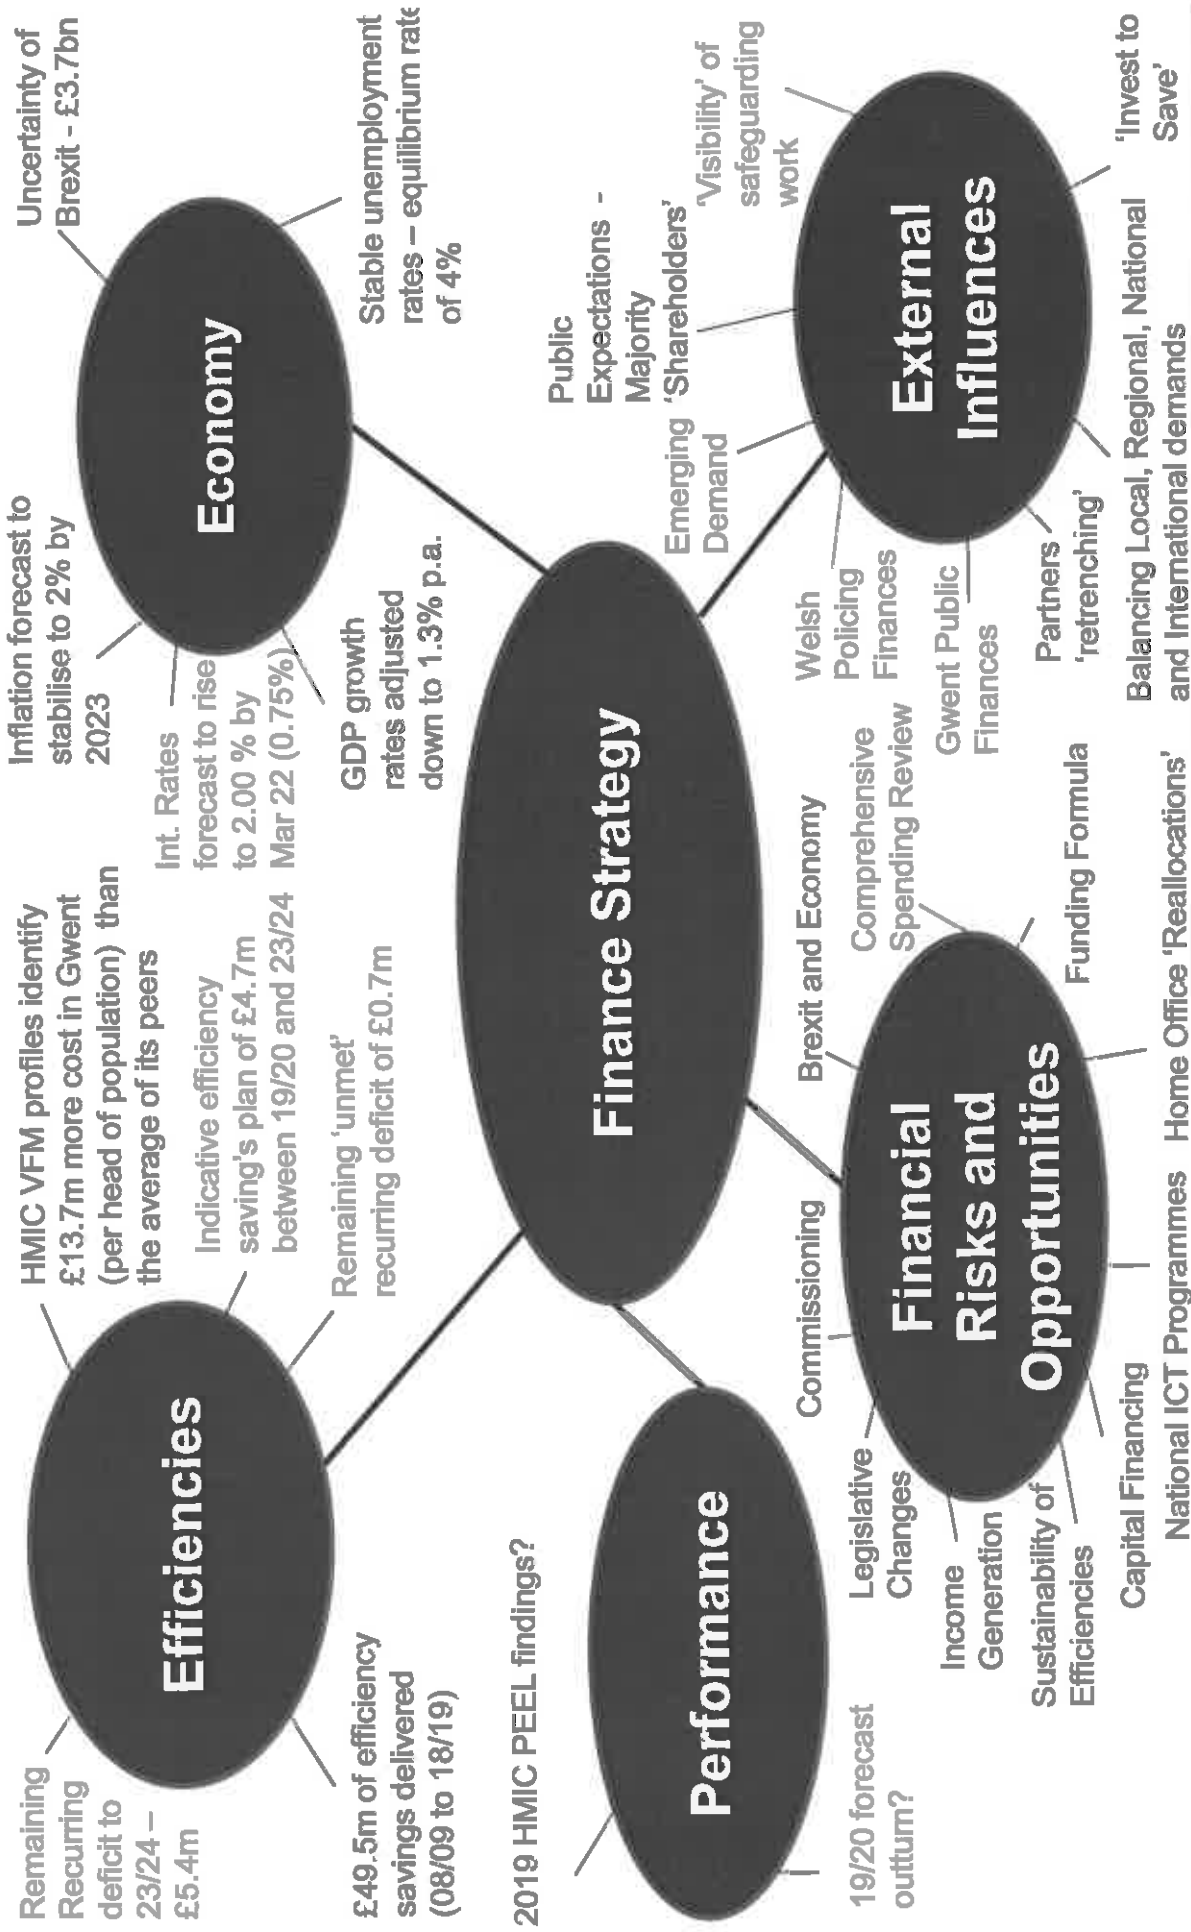 Remaining
Recurring
deficit to
23/24 –
£5.4m
Efficiencies
HMIC VFM profiles identify
£13.7m more cost in Gwent
(per head of population) than
the average of its peers
Indicative efficiency
saving's plan of £4.7m
between 19/20 and 23/24
Remaining 'unmet'
recurring deficit of £0.7m
£49.5m of efficiency
savings delivered
(08/09 to 18/19)
Inflation forecast to
stabilise to 2% by
2023
Int. Rates
forecast to rise
to 2.00 % by
Mar 22 (0.75%)
GDP growth
rates adjusted
down to 1.3% p.a.
Economy
Uncertainty of
Brexit - £3.7bn
Stable unemployment
rates – equilibrium rate
of 4%
Finance Strategy
2019 HMIC PEEL findings?
Performance
19/20 forecast
outturn?
Commissioning
Legislative
Changes
Income
Generation
Sustainability of
Efficiencies
Capital Financing
National ICT Programmes
Financial
Risks and
Opportunities
Brexit and Economy
Comprehensive
Spending Review
Funding Formula
Home Office 'Reallocations'
Public
Expectations -
Majority
'Shareholders'
Emerging
Demand
'Visibility' of
safeguarding
work
Welsh
Policing
Finances
Gwent Public
Finances
External
Influences
Partners
'retrenching'
Balancing Local, Regional, National
and International demands
'Invest to
Save'